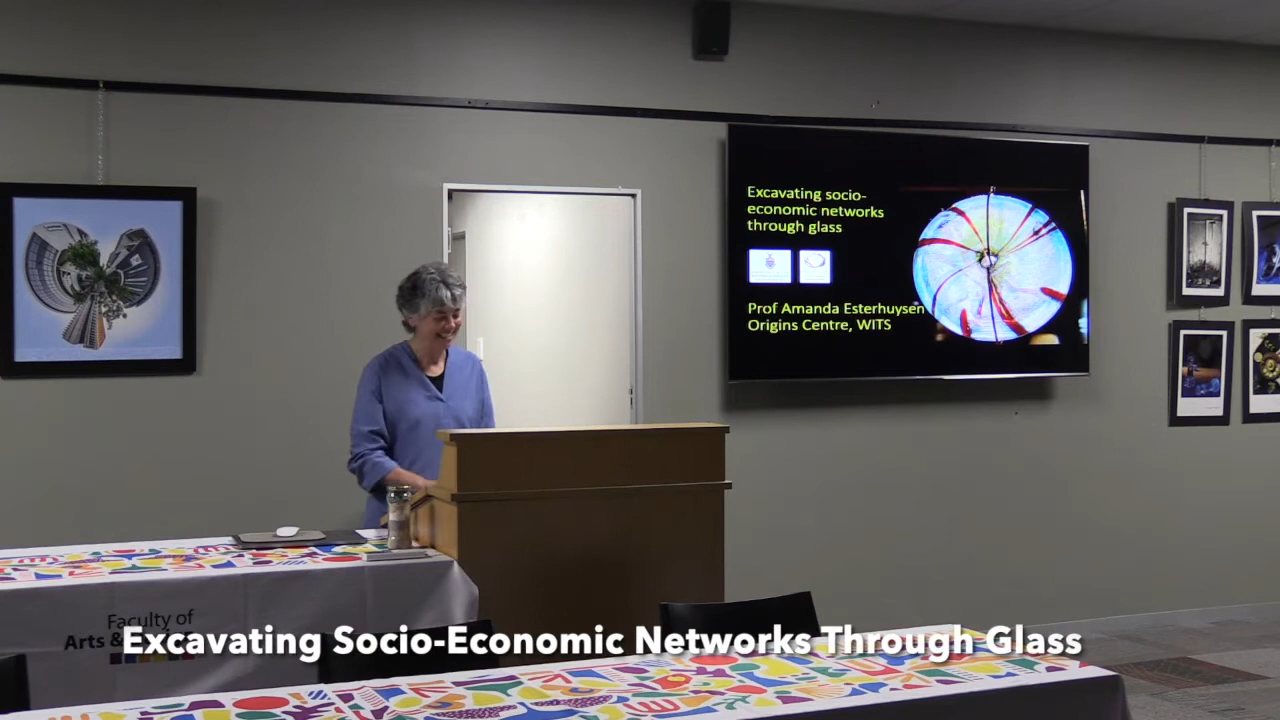 Excavating socio-
economic networks
through glass
Prof Amanda Esterhuysen
Origins Centre, WITS
Faculty of
Arts &
Excavating Socio-Economic Networks Through Glass